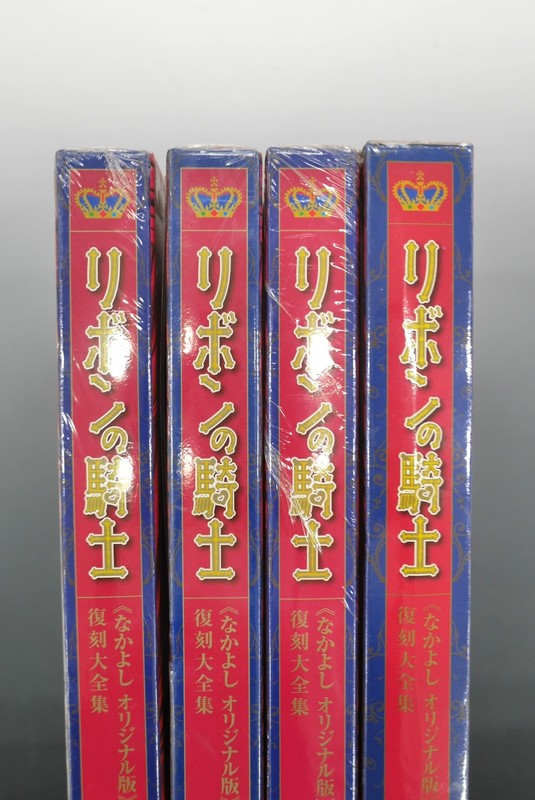 リボンの騎士
《なかよし オリジナル版》
復刻大全集
リボンの騎士
《なかよし オリジナル版》
復刻大全集
リボンの騎士
《なかよし オリジナル版
復刻大全集
リボンの騎士
《なかよし オリジナル版
復刻大全集